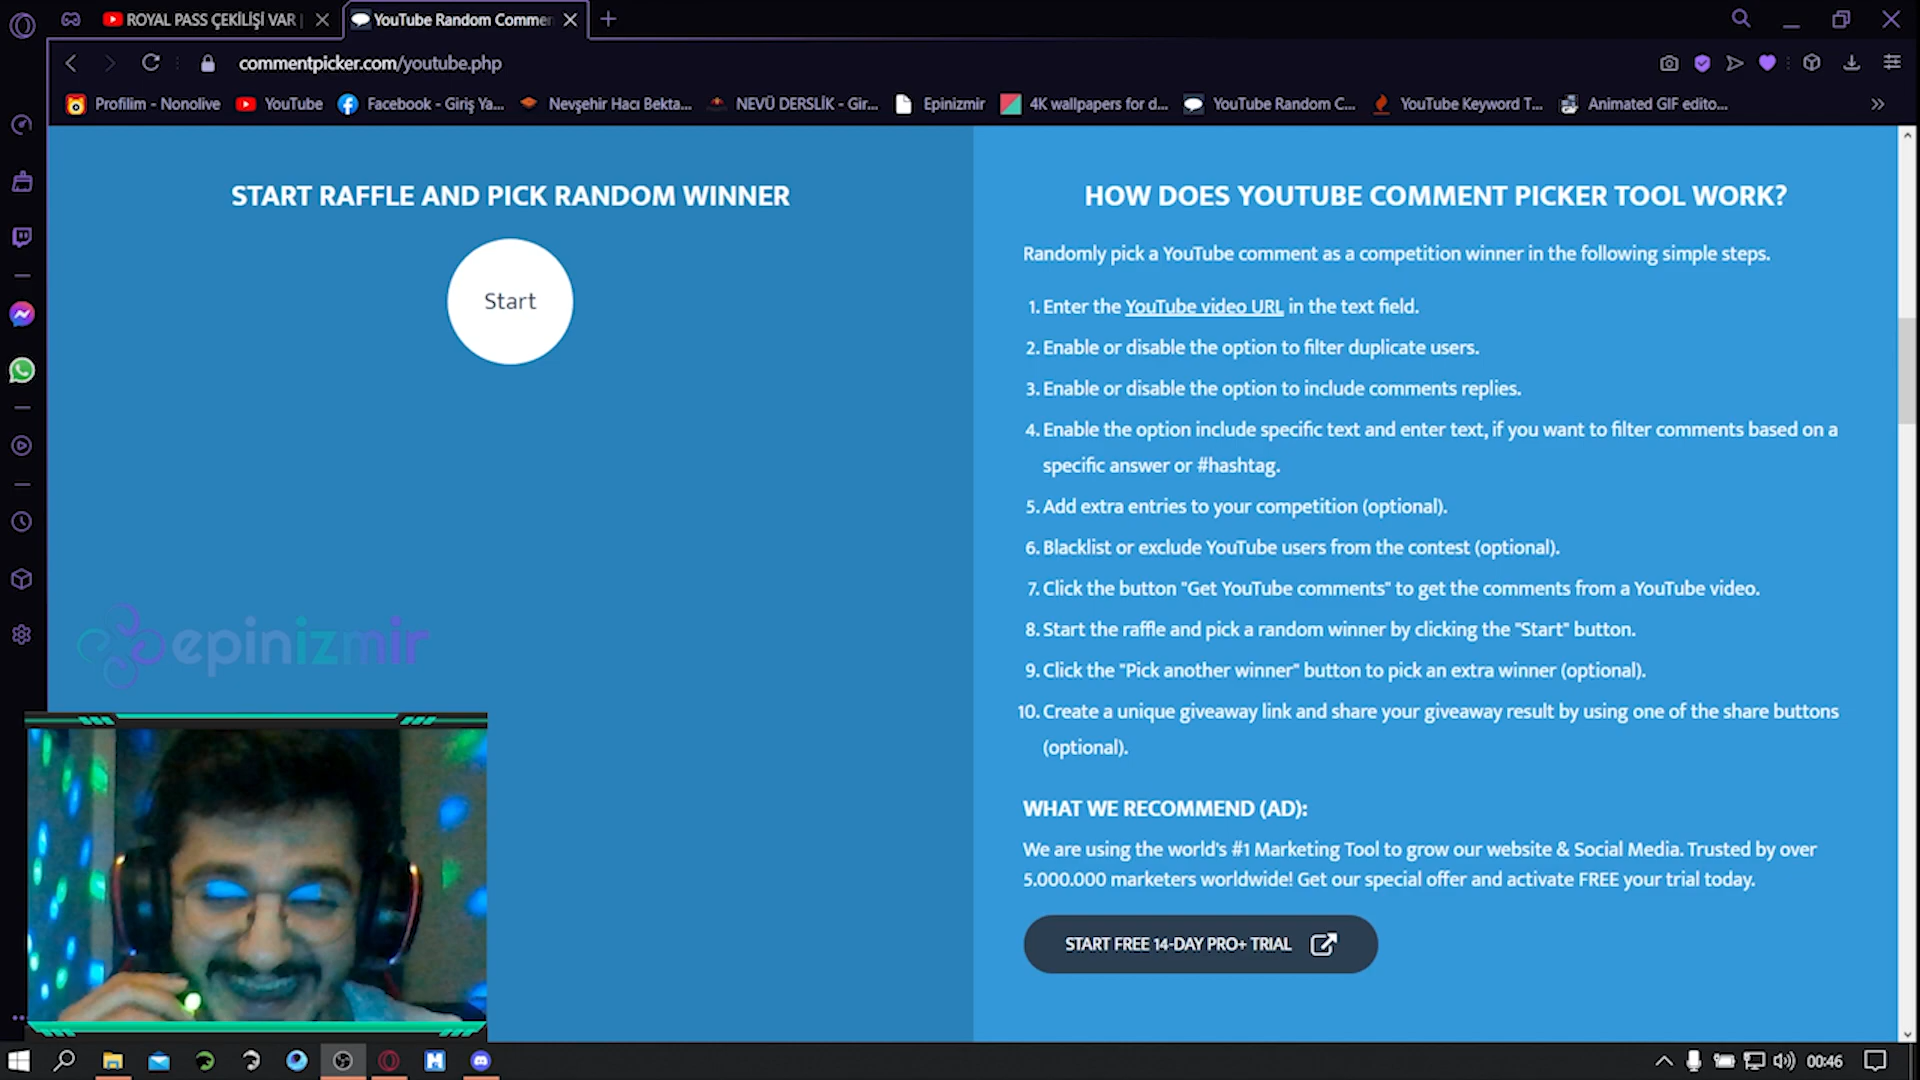 ROYAL PASS ÇEKİLİŞİ VAR |
YouTube Random Commen
commentpicker.com/youtube.php
Profilim - Nonolive
YouTube
Facebook - Giriş Ya...
Nevşehir Hacı Bekta...
NEVÜ DERSLİK - Gir...
Epinizmir
4K wallpapers for d...
YouTube Random C...
YouTube Keyword T...
Animated GIF edito...
START RAFFLE AND PICK RANDOM WINNER
Start
epinizmir
HOW DOES YOUTUBE COMMENT PICKER TOOL WORK?
Randomly pick a YouTube comment as a competition winner in the following simple steps.
1. Enter the YouTube video URL in the text field.
2. Enable or disable the option to filter duplicate users.
3. Enable or disable the option to include comments replies.
4. Enable the option include specific text and enter text, if you want to filter comments based on a
specific answer or #hashtag.
5. Add extra entries to your competition (optional).
6. Blacklist or exclude YouTube users from the contest (optional).
7. Click the button "Get YouTube comments" to get the comments from a YouTube video.
8. Start the raffle and pick a random winner by clicking the "Start" button.
9. Click the "Pick another winner" button to pick an extra winner (optional).
10. Create a unique giveaway link and share your giveaway result by using one of the share buttons
(optional).
WHAT WE RECOMMEND (AD):
We are using the world's #1 Marketing Tool to grow our website & Social Media. Trusted by over
5.000.000 marketers worldwide! Get our special offer and activate FREE your trial today.
START FREE 14-DAY PRO+ TRIAL
00:46